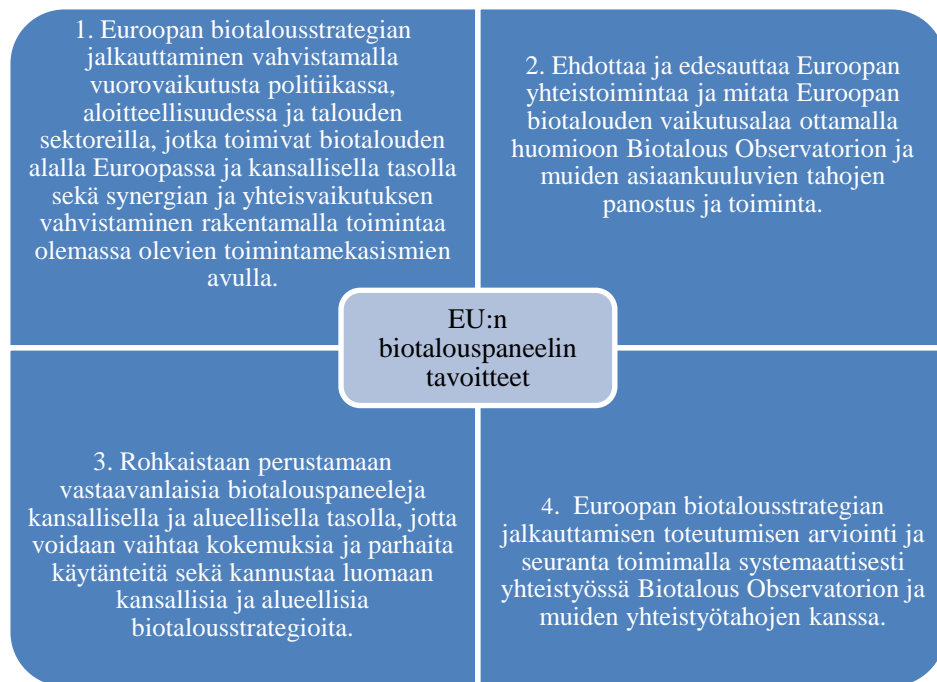 1. Euroopan biotalousstrategian
jalkauttaminen vahvistamalla
vuorovaikutusta politiikassa,
aloitteellisuudessa ja talouden
sektoreilla, jotka toimivat biotalouden
alalla Euroopassa ja kansallisella tasolla
sekä synergian ja yhteisvaikutuksen
vahvistaminen rakentamalla toimintaa
olemassa olevien toimintamekasismien
avulla.
2. Ehdottaa ja edesauttaa Euroopan
yhteistoimintaa ja mitata Euroopan
biotalouden vaikutusalaa ottamalla
huomioon Biotalous Observatorion ja
muiden asiaankuuluvien tahojen
panostus ja toiminta.
EU:n
biotalouspaneelin
tavoitteet
3. Rohkaistaan perustamaan
vastaavanlaisia biotalouspaneeleja
kansallisella ja alueellisella tasolla, jotta
voidaan vaihtaa kokemuksia ja parhaita
käytänteitä sekä kannustaa luomaan
kansallisia ja alueellisia
biotalousstrategioita.
4. Euroopan biotalousstrategian
jalkauttamisen toteutumisen arviointi ja
seuranta toimimalla systemaattisesti
yhteistyössä Biotalous Observatorion ja
muiden yhteistyötahojen kanssa.